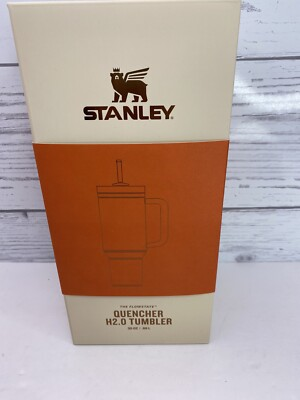 STANLEY
THE FLOWSTATE™
QUENCHER
H2.0 TUMBLER